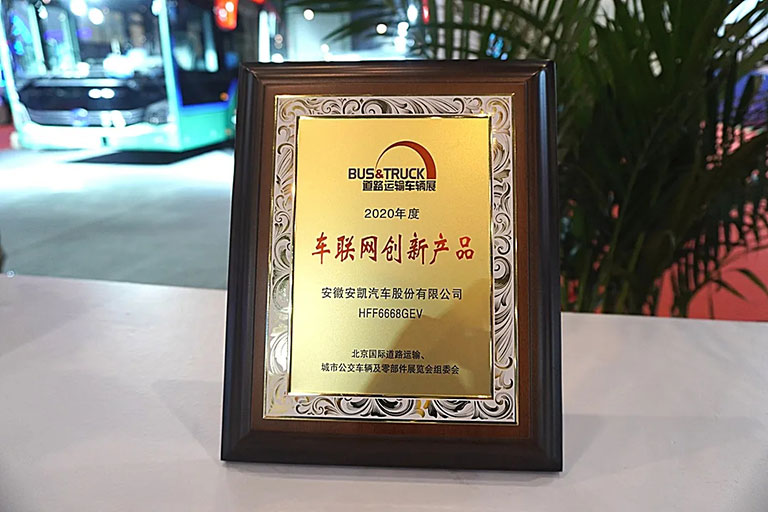 BUS&TRUCK
道路运输车辆展
2020年度
车联网创新产品
安徽安凯汽车股份有限公司
HFF6668GEV
北京国际道路运输、
城市公交车辆及零部件展览会组委会